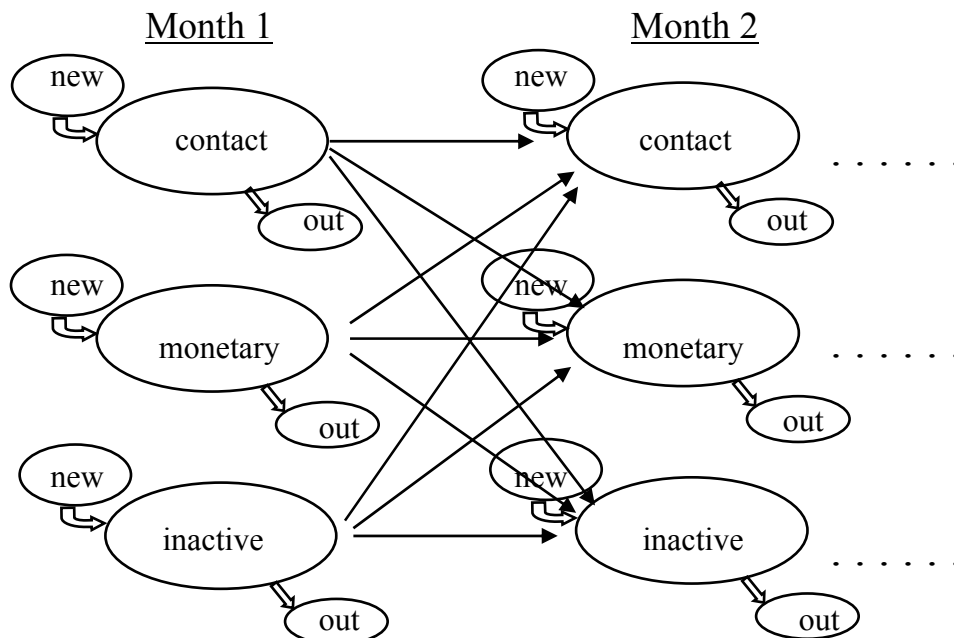 Month 1 Month 2
new new
contact contact
. . . . . .
out out
new new
monetary monetary
. . . . . .
out out
new new
inactive inactive
. . . . . .
out out